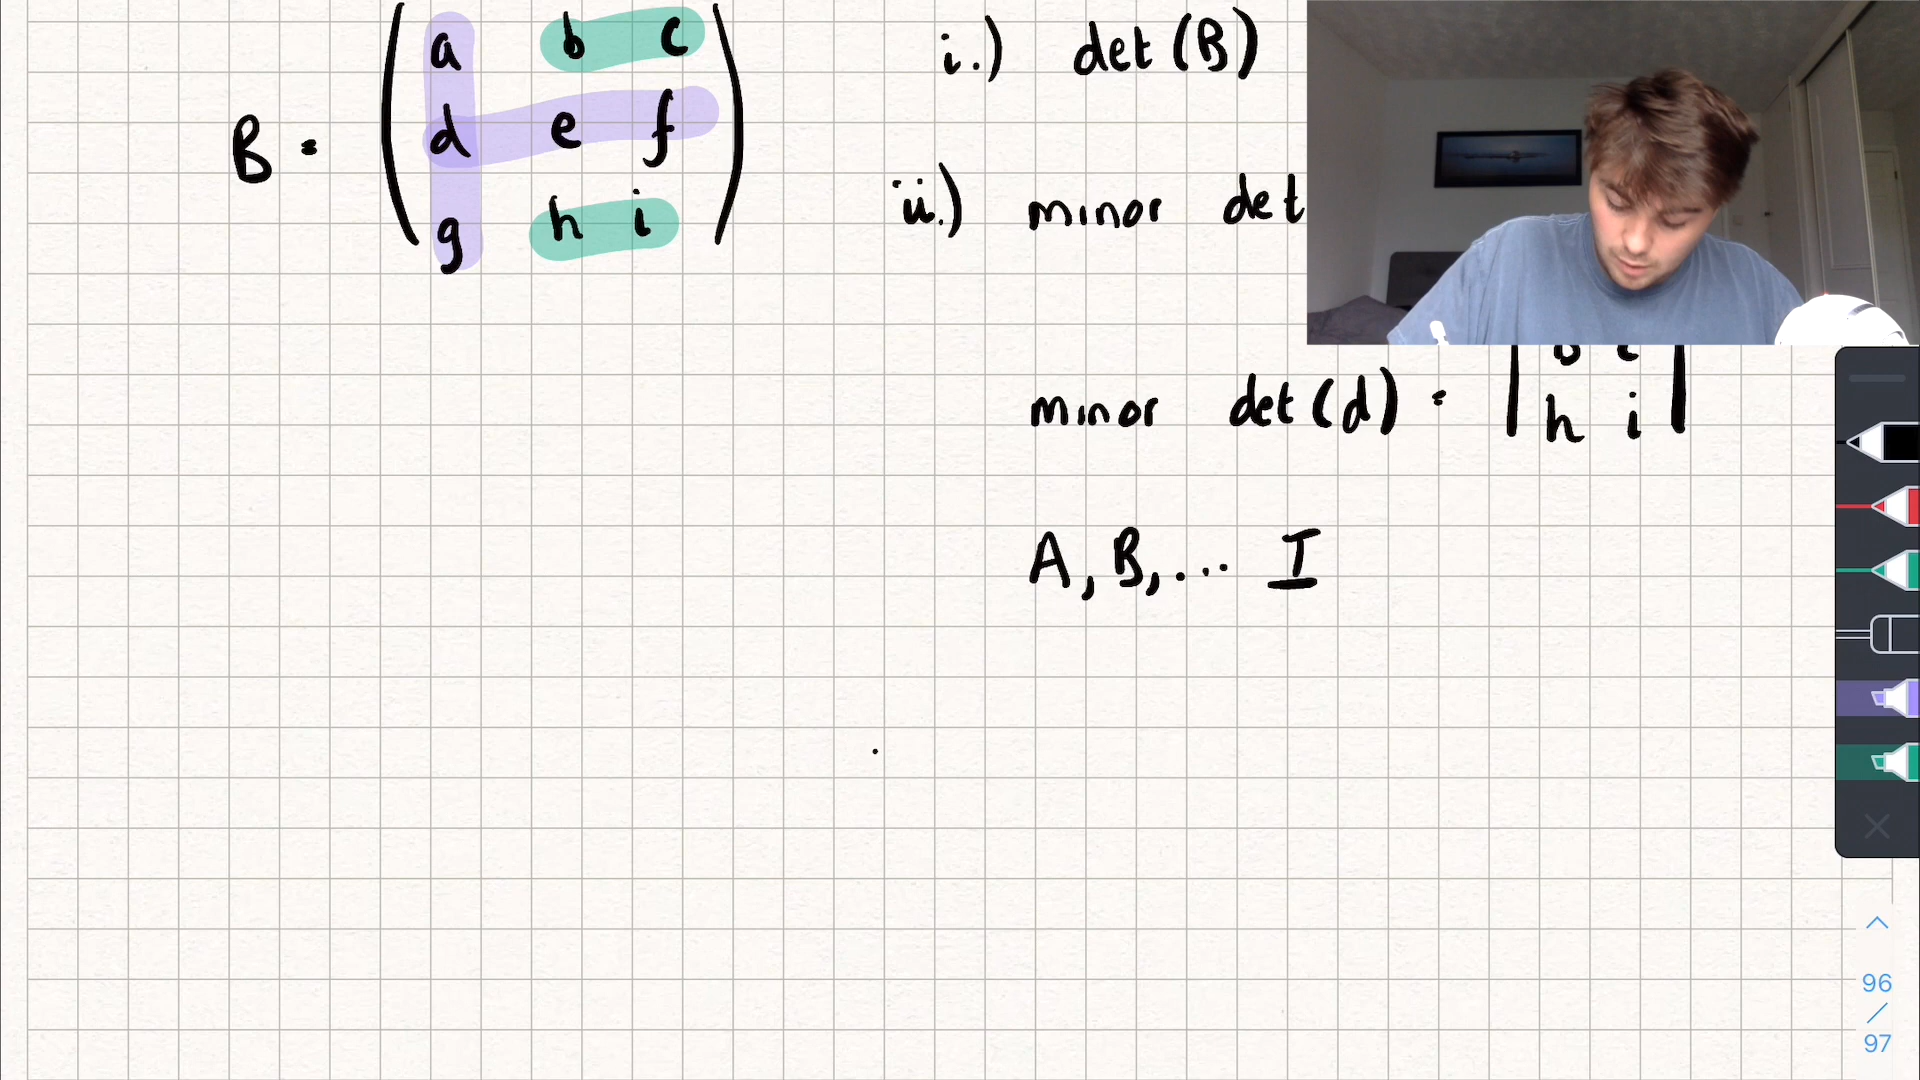 a b c
B = d e f
g h i
i.) det (B)
ii.) minor det
minor det (d) = | b c |
| h i |
A, B, ... I
96
/
97